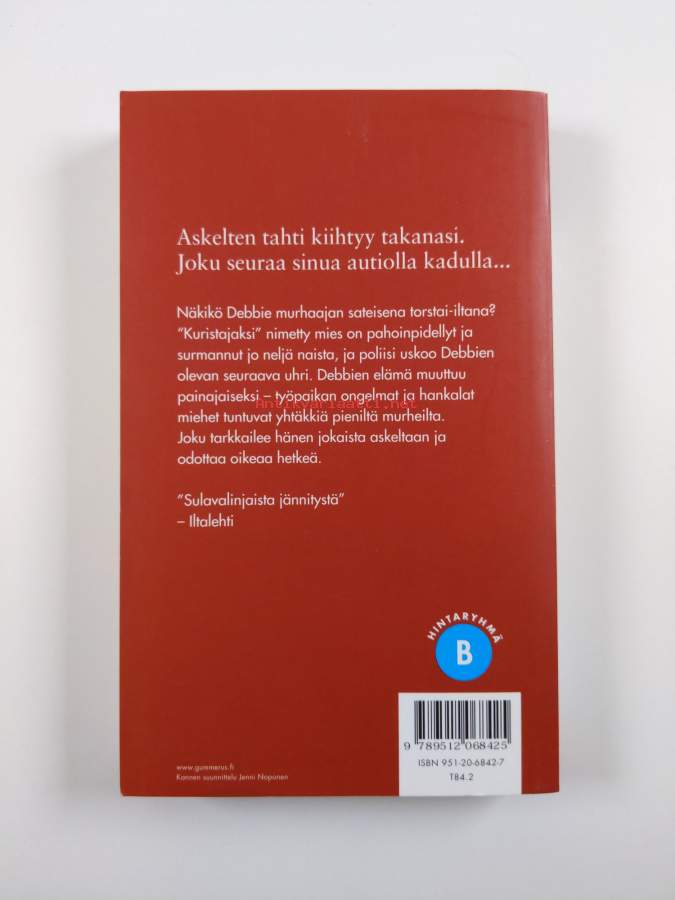 Askelten tahti kiihtyy takanasi.
Joku seuraa sinua autiolla kadulla...
Näkikö Debbie murhaajan sateisena torstai-iltana?
"Kuristajaksi" nimetty mies on pahoinpidellyt ja
surmannut jo neljä naista, ja poliisi uskoo Debbien
olevan seuraava uhri. Debbien elämä muuttuu
painajaiseksi – työpaikan ongelmat ja hankalat
Antikvariaatti.net
miehet tuntuvat yhtäkkiä pieniltä murheilta.
Joku tarkkailee hänen jokaista askeltaan ja
odottaa oikeaa hetkeä.
"Sulavalinjaista jännitystä"
– Iltalehti
HINTARYHMÄ
B
9 789512 068425
ISBN 951-20-6842-7
T84.2
www.gummerus.fi
Kannen suunnittelu Jenni Noponen